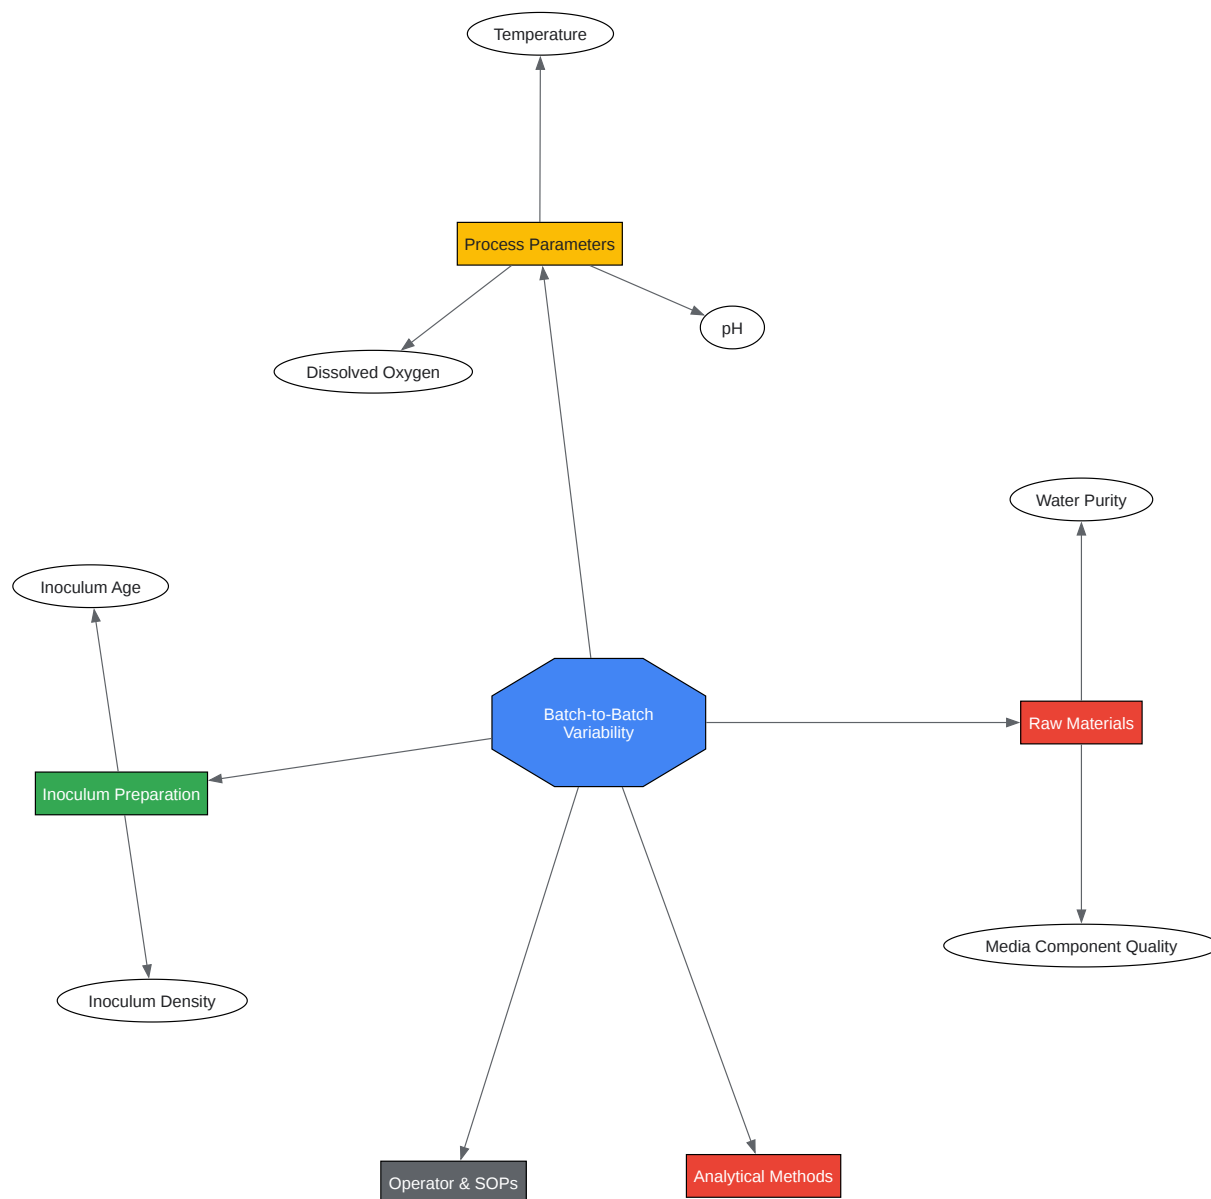 Temperature
Process Parameters
pH
Dissolved Oxygen
Water Purity
Inoculum Age
Batch-to-Batch
Variability
Raw Materials
Inoculum Preparation
Media Component Quality
Inoculum Density
Analytical Methods
Operator & SOPs